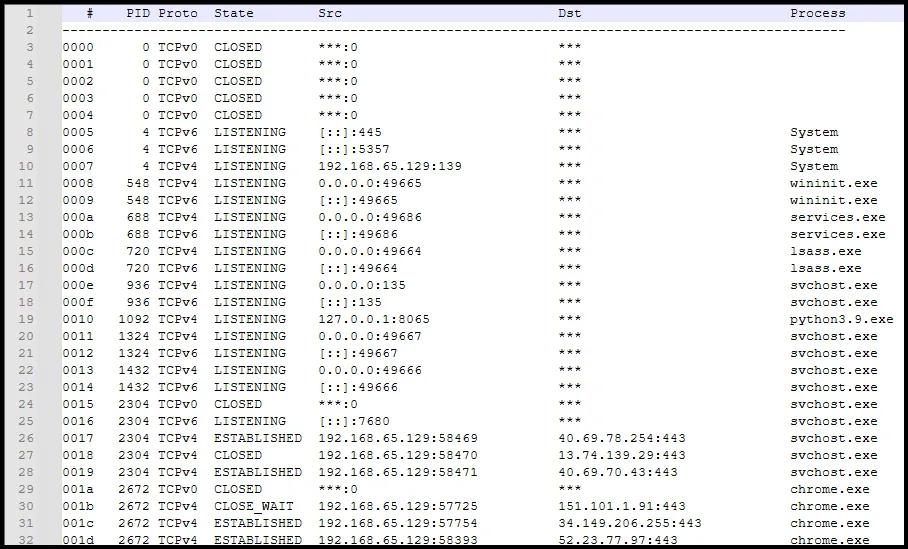 1 # PID Proto State Src Dst Process
2 ----------------------------------------------------------------------------------------------------
3 0000 0 TCPv0 CLOSED ***:0 ***
4 0001 0 TCPv0 CLOSED ***:0 ***
5 0002 0 TCPv0 CLOSED ***:0 ***
6 0003 0 TCPv0 CLOSED ***:0 ***
7 0004 0 TCPv0 CLOSED ***:0 ***
8 0005 4 TCPv6 LISTENING [::]:445 *** System
9 0006 4 TCPv6 LISTENING [::]:5357 *** System
10 0007 4 TCPv4 LISTENING 192.168.65.129:139 *** System
11 0008 548 TCPv4 LISTENING 0.0.0.0:49665 *** wininit.exe
12 0009 548 TCPv6 LISTENING [::]:49665 *** wininit.exe
13 000a 688 TCPv4 LISTENING 0.0.0.0:49686 *** services.exe
14 000b 688 TCPv6 LISTENING [::]:49686 *** services.exe
15 000c 720 TCPv4 LISTENING 0.0.0.0:49664 *** lsass.exe
16 000d 720 TCPv6 LISTENING [::]:49664 *** lsass.exe
17 000e 936 TCPv4 LISTENING 0.0.0.0:135 *** svchost.exe
18 000f 936 TCPv6 LISTENING [::]:135 *** svchost.exe
19 0010 1092 TCPv4 LISTENING 127.0.0.1:8065 *** python3.9.exe
20 0011 1324 TCPv4 LISTENING 0.0.0.0:49667 *** svchost.exe
21 0012 1324 TCPv6 LISTENING [::]:49667 *** svchost.exe
22 0013 1432 TCPv4 LISTENING 0.0.0.0:49666 *** svchost.exe
23 0014 1432 TCPv6 LISTENING [::]:49666 *** svchost.exe
24 0015 2304 TCPv0 CLOSED ***:0 *** svchost.exe
25 0016 2304 TCPv6 LISTENING [::]:7680 *** svchost.exe
26 0017 2304 TCPv4 ESTABLISHED 192.168.65.129:58469 40.69.78.254:443 svchost.exe
27 0018 2304 TCPv4 CLOSED 192.168.65.129:58470 13.74.139.29:443 svchost.exe
28 0019 2304 TCPv4 ESTABLISHED 192.168.65.129:58471 40.69.70.43:443 svchost.exe
29 001a 2672 TCPv0 CLOSED ***:0 *** chrome.exe
30 001b 2672 TCPv4 CLOSE_WAIT 192.168.65.129:57725 151.101.1.91:443 chrome.exe
31 001c 2672 TCPv4 ESTABLISHED 192.168.65.129:57754 34.149.206.255:443 chrome.exe
32 001d 2672 TCPv4 ESTABLISHED 192.168.65.129:58393 52.23.77.97:443 chrome.exe